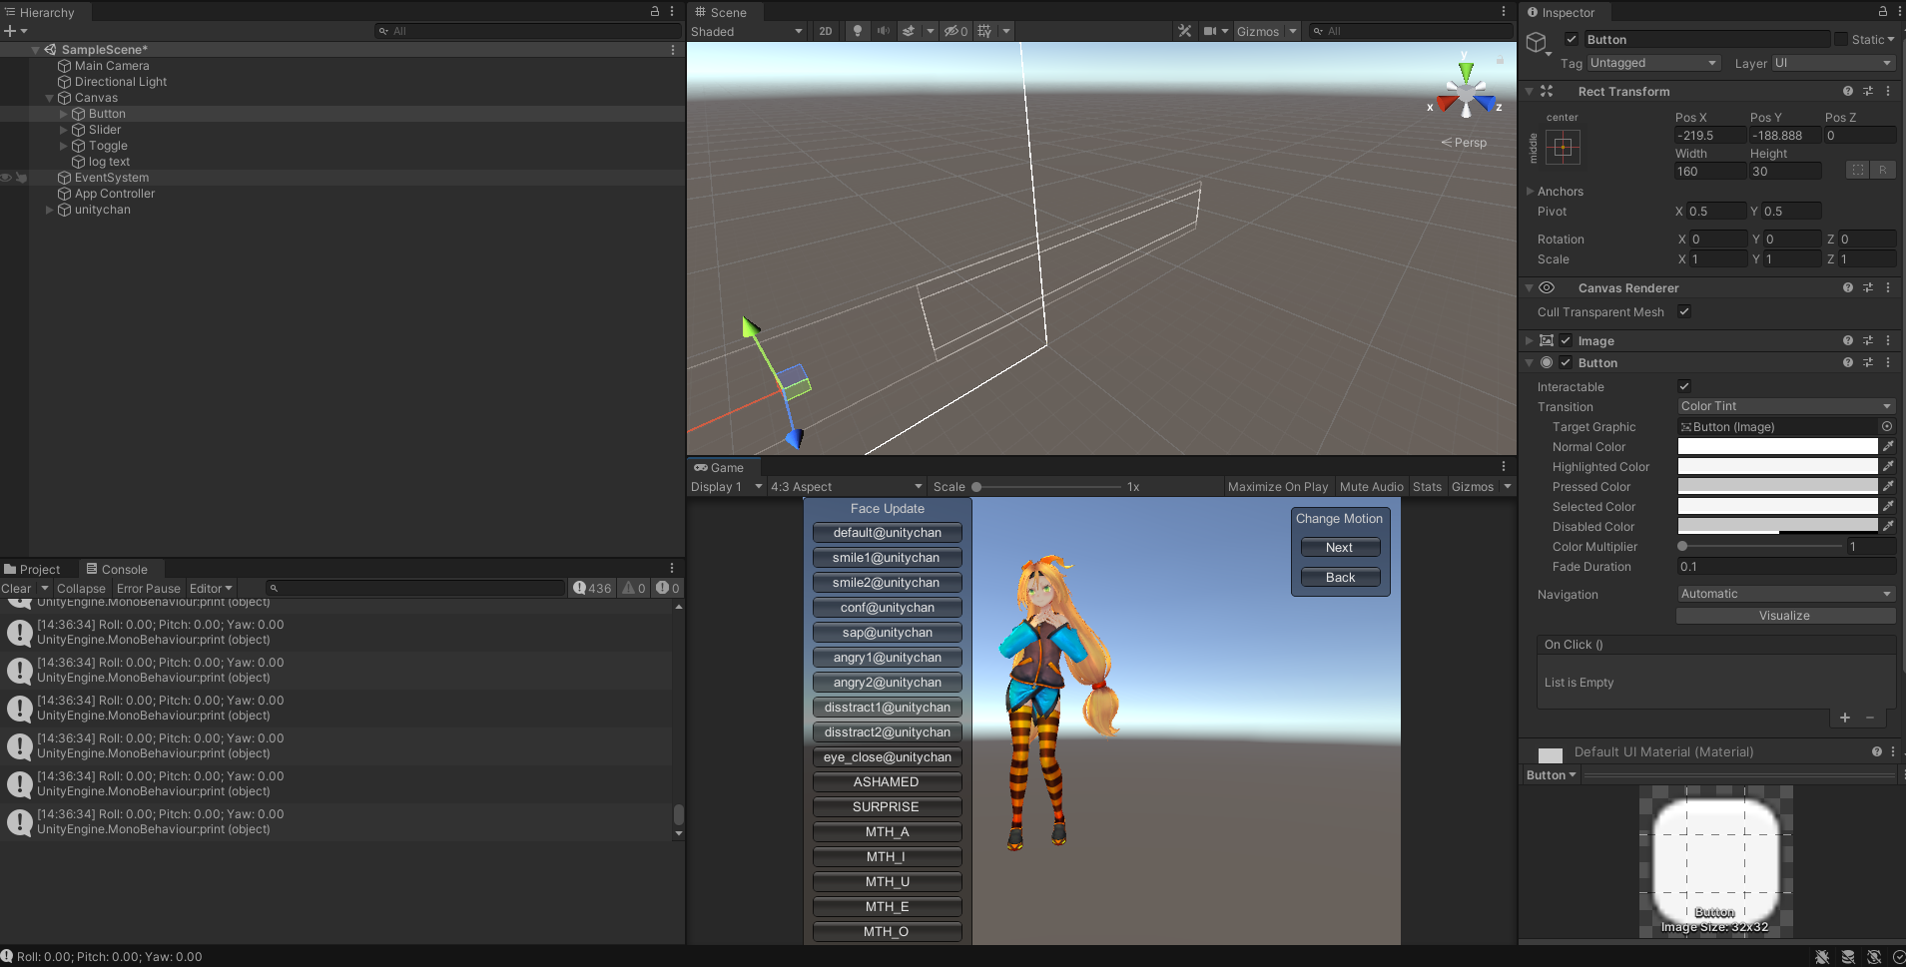 Hierarchy
All
SampleScene*
Main Camera
Directional Light
Canvas
Button
Slider
Toggle
log text
EventSystem
App Controller
unitychan
Project
Console
Clear
Collapse
Error Pause
Editor
436
0
0
UnityEngine.MonoBehaviour:print (object)
[14:36:34] Roll: 0.00; Pitch: 0.00; Yaw: 0.00
UnityEngine.MonoBehaviour:print (object)
[14:36:34] Roll: 0.00; Pitch: 0.00; Yaw: 0.00
UnityEngine.MonoBehaviour:print (object)
[14:36:34] Roll: 0.00; Pitch: 0.00; Yaw: 0.00
UnityEngine.MonoBehaviour:print (object)
[14:36:34] Roll: 0.00; Pitch: 0.00; Yaw: 0.00
UnityEngine.MonoBehaviour:print (object)
[14:36:34] Roll: 0.00; Pitch: 0.00; Yaw: 0.00
UnityEngine.MonoBehaviour:print (object)
[14:36:34] Roll: 0.00; Pitch: 0.00; Yaw: 0.00
UnityEngine.MonoBehaviour:print (object)
Roll: 0.00; Pitch: 0.00; Yaw: 0.00
Scene
Shaded
2D
0
Gizmos
All
y
x
z
Persp
Game
Display 1
4:3 Aspect
Scale
1x
Maximize On Play
Mute Audio
Stats
Gizmos
Face Update
default@unitychan
smile1@unitychan
smile2@unitychan
conf@unitychan
sap@unitychan
angry1@unitychan
angry2@unitychan
disstract1@unitychan
disstract2@unitychan
eye_close@unitychan
ASHAMED
SURPRISE
MTH_A
MTH_I
MTH_U
MTH_E
MTH_O
Change Motion
Next
Back
Inspector
Button
Static
Tag Untagged
Layer UI
Rect Transform
center
middle
Pos X Pos Y Pos Z
-219.5 -188.888 0
Width Height
160 30
R
Anchors
Pivot X 0.5 Y 0.5
Rotation X 0 Y 0 Z 0
Scale X 1 Y 1 Z 1
Canvas Renderer
Cull Transparent Mesh
Image
Button
Interactable
Transition Color Tint
Target Graphic Button (Image)
Normal Color
Highlighted Color
Pressed Color
Selected Color
Disabled Color
Color Multiplier 1
Fade Duration 0.1
Navigation Automatic
Visualize
On Click ()
List is Empty
+ −
Default UI Material (Material)
Button
Button
Image Size: 32x32